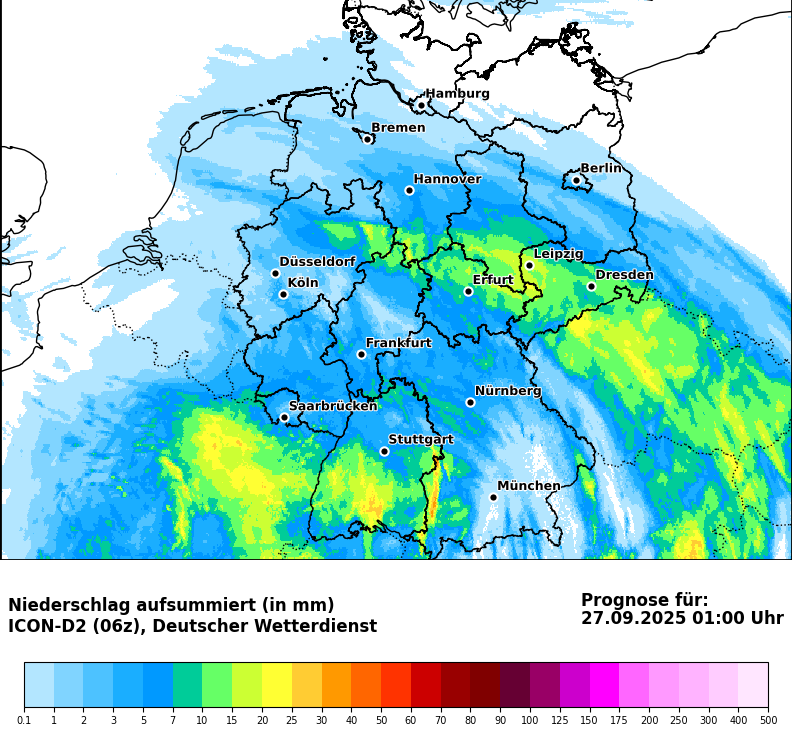 Hamburg
Bremen
Berlin
Hannover
Leipzig
Düsseldorf
Dresden
Köln
Erfurt
Frankfurt
Nürnberg
Saarbrücken
Stuttgart
München
Niederschlag aufsummiert (in mm)
ICON-D2 (06z), Deutscher Wetterdienst
Prognose für:
27.09.2025 01:00 Uhr
0.1 1 2 3 5 7 10 15 20 25 30 40 50 60 70 80 90 100 125 150 175 200 250 300 400 500